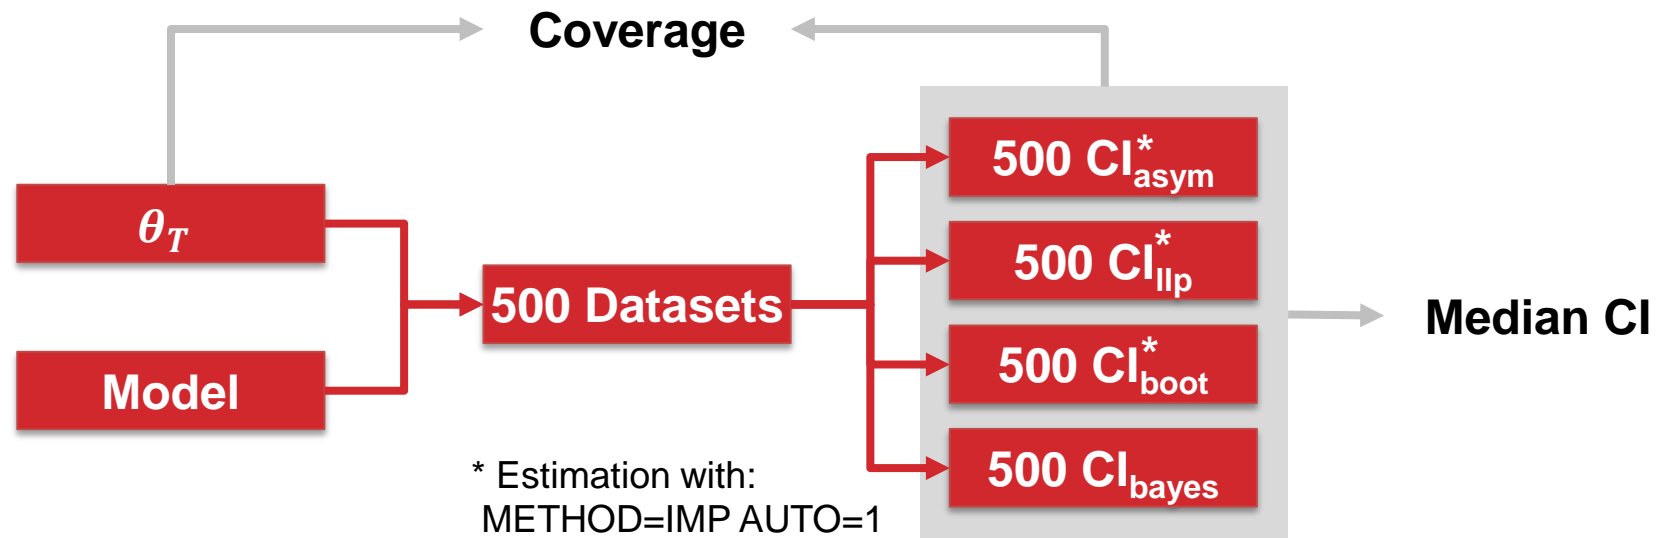 Coverage
500 CI*asym
θT
500 CI*llp
500 Datasets
Median CI
500 CI*boot
Model
500 CIbayes
* Estimation with:
METHOD=IMP AUTO=1